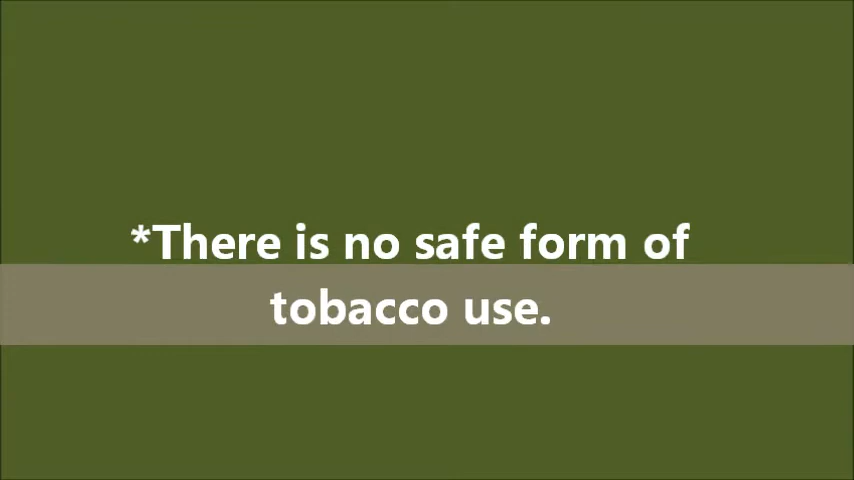 *There is no safe form of
tobacco use.